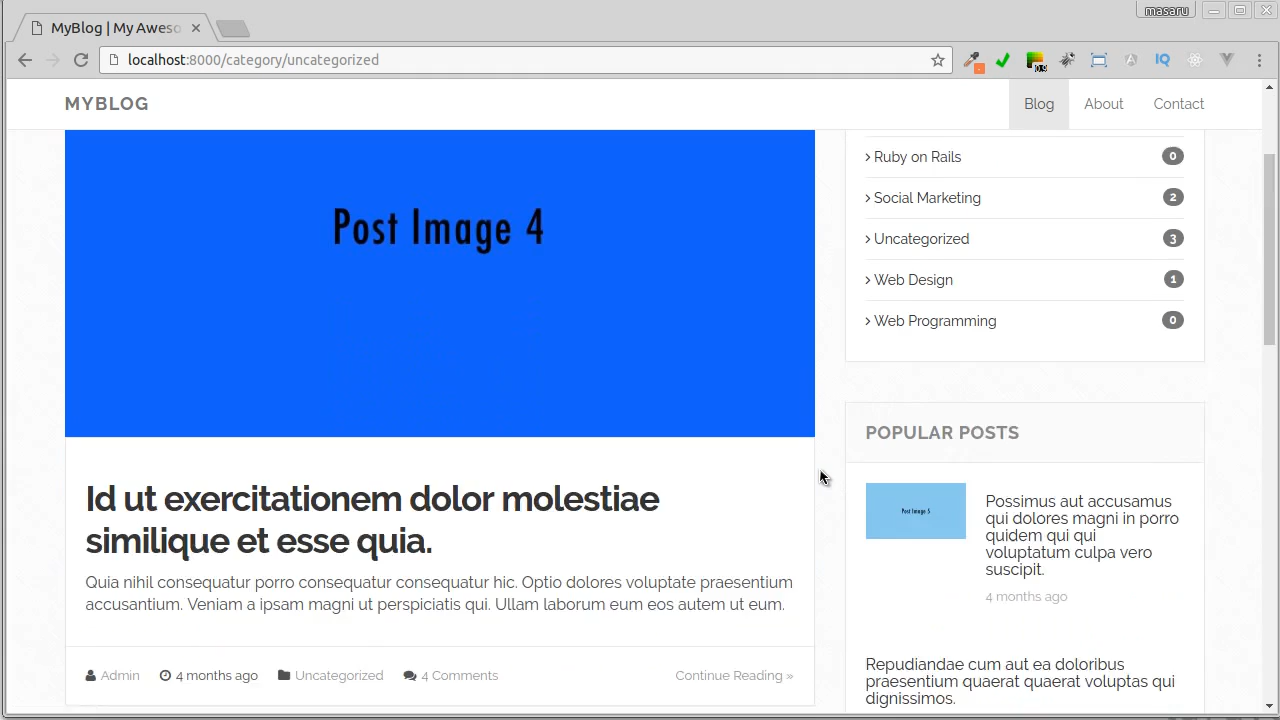 masaru
MyBlog | My Aweso
localhost:8000/category/uncategorized
IQ
MYBLOG
Blog
About
Contact
Post Image 4
Ruby on Rails 0
Social Marketing 2
Uncategorized 3
Web Design 1
Web Programming 0
Id ut exercitationem dolor molestiae
similique et esse quia.
Quia nihil consequatur porro consequatur consequatur hic. Optio dolores voluptate praesentium
accusantium. Veniam a ipsam magni ut perspiciatis qui. Ullam laborum eum eos autem ut eum.
Admin 4 months ago Uncategorized 4 Comments Continue Reading »
POPULAR POSTS
Post Image 5
Possimus aut accusamus
qui dolores magni in porro
quidem qui qui
voluptatum culpa vero
suscipit.
4 months ago
Repudiandae cum aut ea doloribus
praesentium quaerat quaerat voluptas qui
dignissimos.